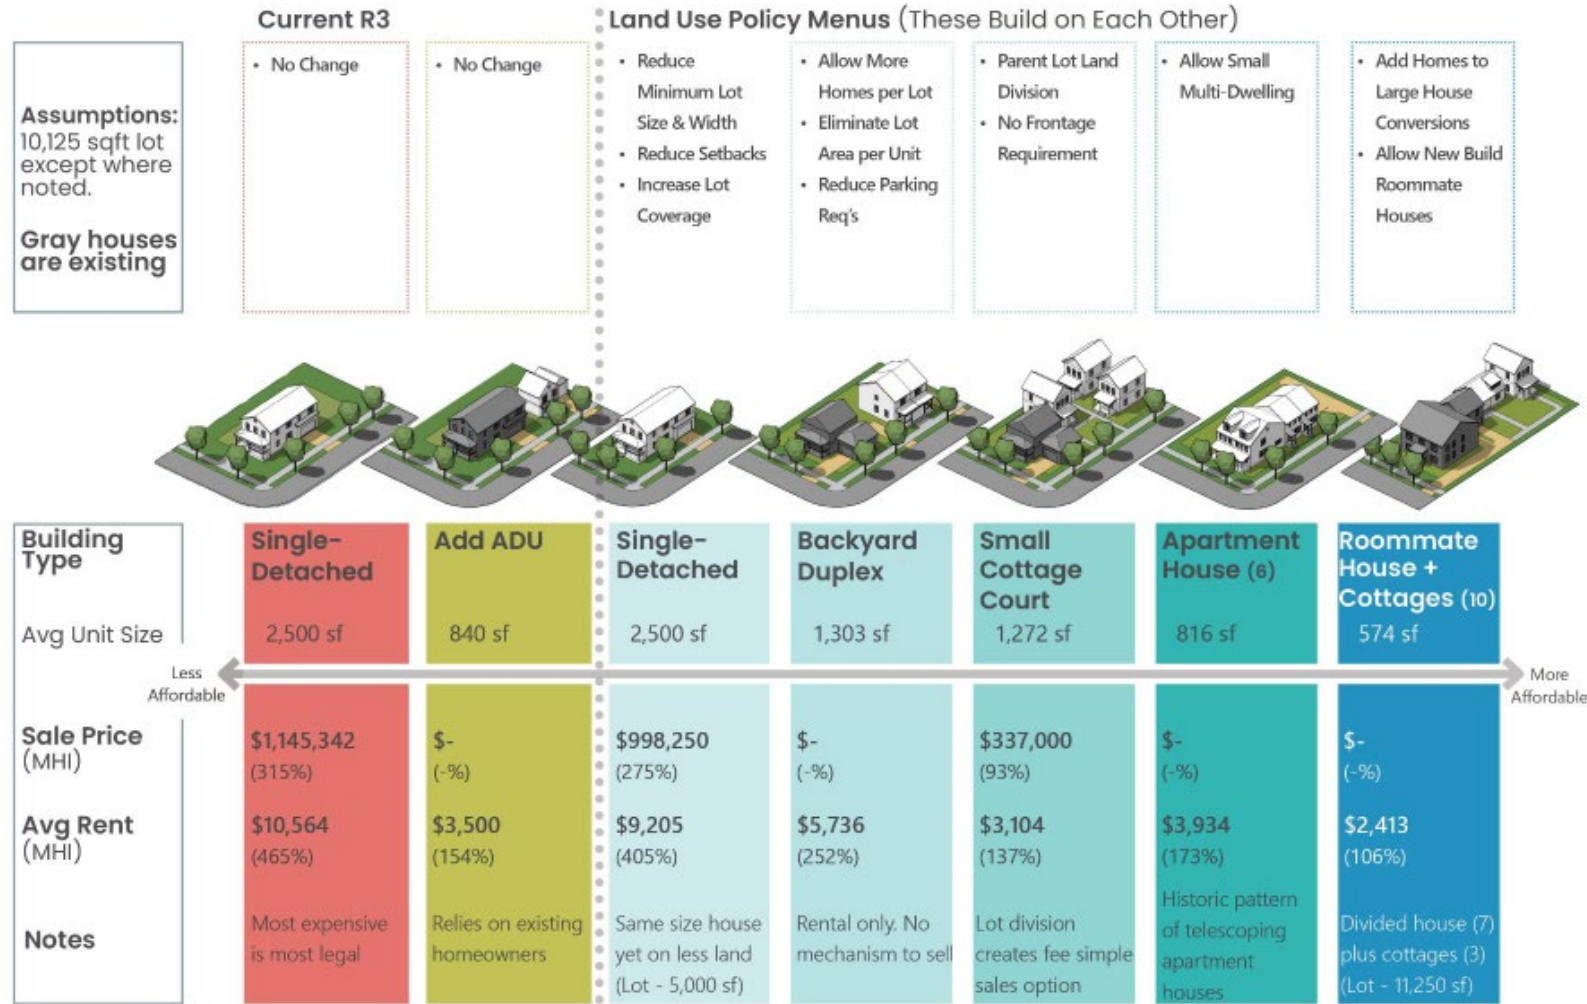 Current R3
Land Use Policy Menus (These Build on Each Other)
Assumptions:
10,125 sqft lot
except where
noted.
Gray houses
are existing
• No Change
• No Change
• Reduce
Minimum Lot
Size & Width
• Reduce Setbacks
• Increase Lot
Coverage
• Allow More
Homes per Lot
• Eliminate Lot
Area per Unit
• Reduce Parking
Req's
• Parent Lot Land
Division
• No Frontage
Requirement
• Allow Small
Multi-Dwelling
• Add Homes to
Large House
Conversions
• Allow New Build
Roommate
Houses
Building
Type
Single-
Detached
Add ADU
Single-
Detached
Backyard
Duplex
Small
Cottage
Court
Apartment
House (6)
Roommate
House +
Cottages (10)
Avg Unit Size
2,500 sf
840 sf
2,500 sf
1,303 sf
1,272 sf
816 sf
574 sf
Less
Affordable
More
Affordable
Sale Price
(MHI)
$1,145,342
(315%)
$-
(-%)
$998,250
(275%)
$-
(-%)
$337,000
(93%)
$-
(-%)
$-
(-%)
Avg Rent
(MHI)
$10,564
(465%)
$3,500
(154%)
$9,205
(405%)
$5,736
(252%)
$3,104
(137%)
$3,934
(173%)
$2,413
(106%)
Notes
Most expensive
is most legal
Relies on existing
homeowners
Same size house
yet on less land
(Lot - 5,000 sf)
Rental only. No
mechanism to sell
Lot division
creates fee simple
sales option
Historic pattern
of telescoping
apartment
houses
Divided house (7)
plus cottages (3)
(Lot - 11,250 sf)